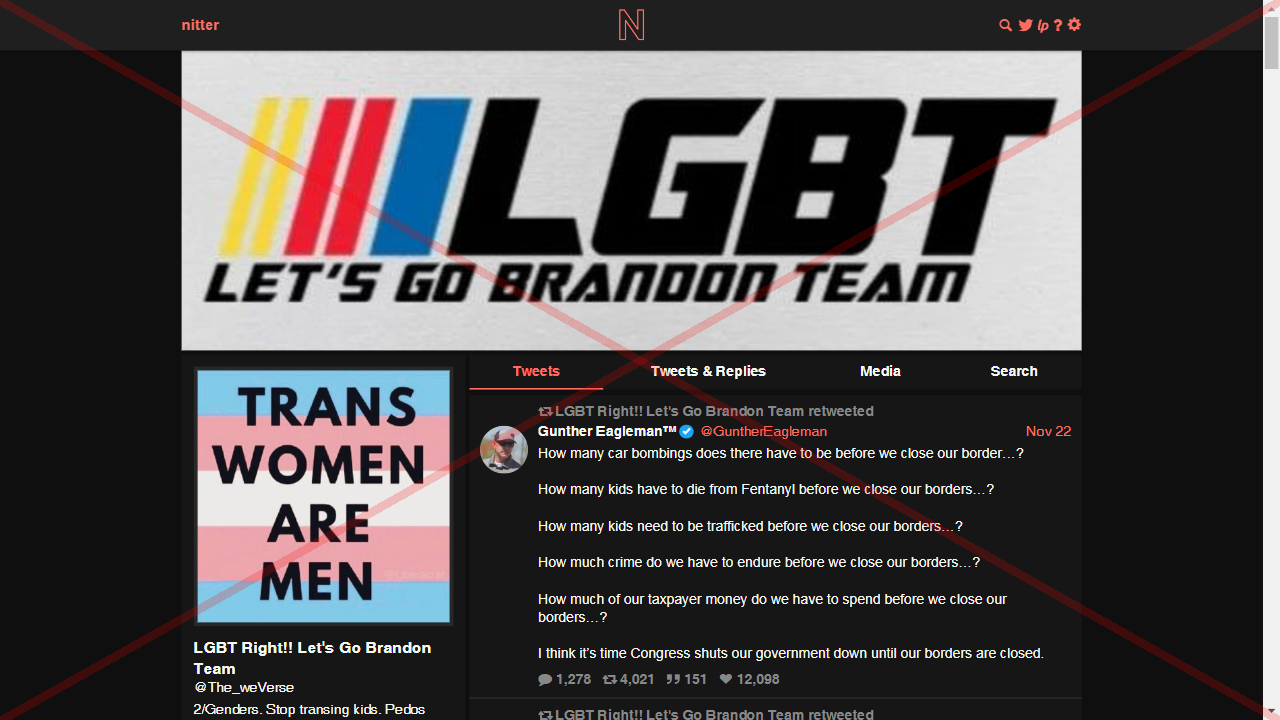 nitter
N
lp ?
LGBT
LET'S GO BRANDON TEAM
Tweets
Tweets & Replies
Media
Search
TRANS
WOMEN
ARE
MEN
LGBT Right!! Let's Go Brandon
Team
@The_weVerse
2/Genders. Stop transing kids. Pedos
LGBT Right!! Let's Go Brandon Team retweeted
Gunther Eagleman™ @GuntherEagleman
Nov 22
How many car bombings does there have to be before we close our border…?
How many kids have to die from Fentanyl before we close our borders…?
How many kids need to be trafficked before we close our borders…?
How much crime do we have to endure before we close our borders…?
How much of our taxpayer money do we have to spend before we close our
borders…?
I think it's time Congress shuts our government down until our borders are closed.
1,278 4,021 151 12,098
LGBT Right!! Let's Go Brandon Team retweeted